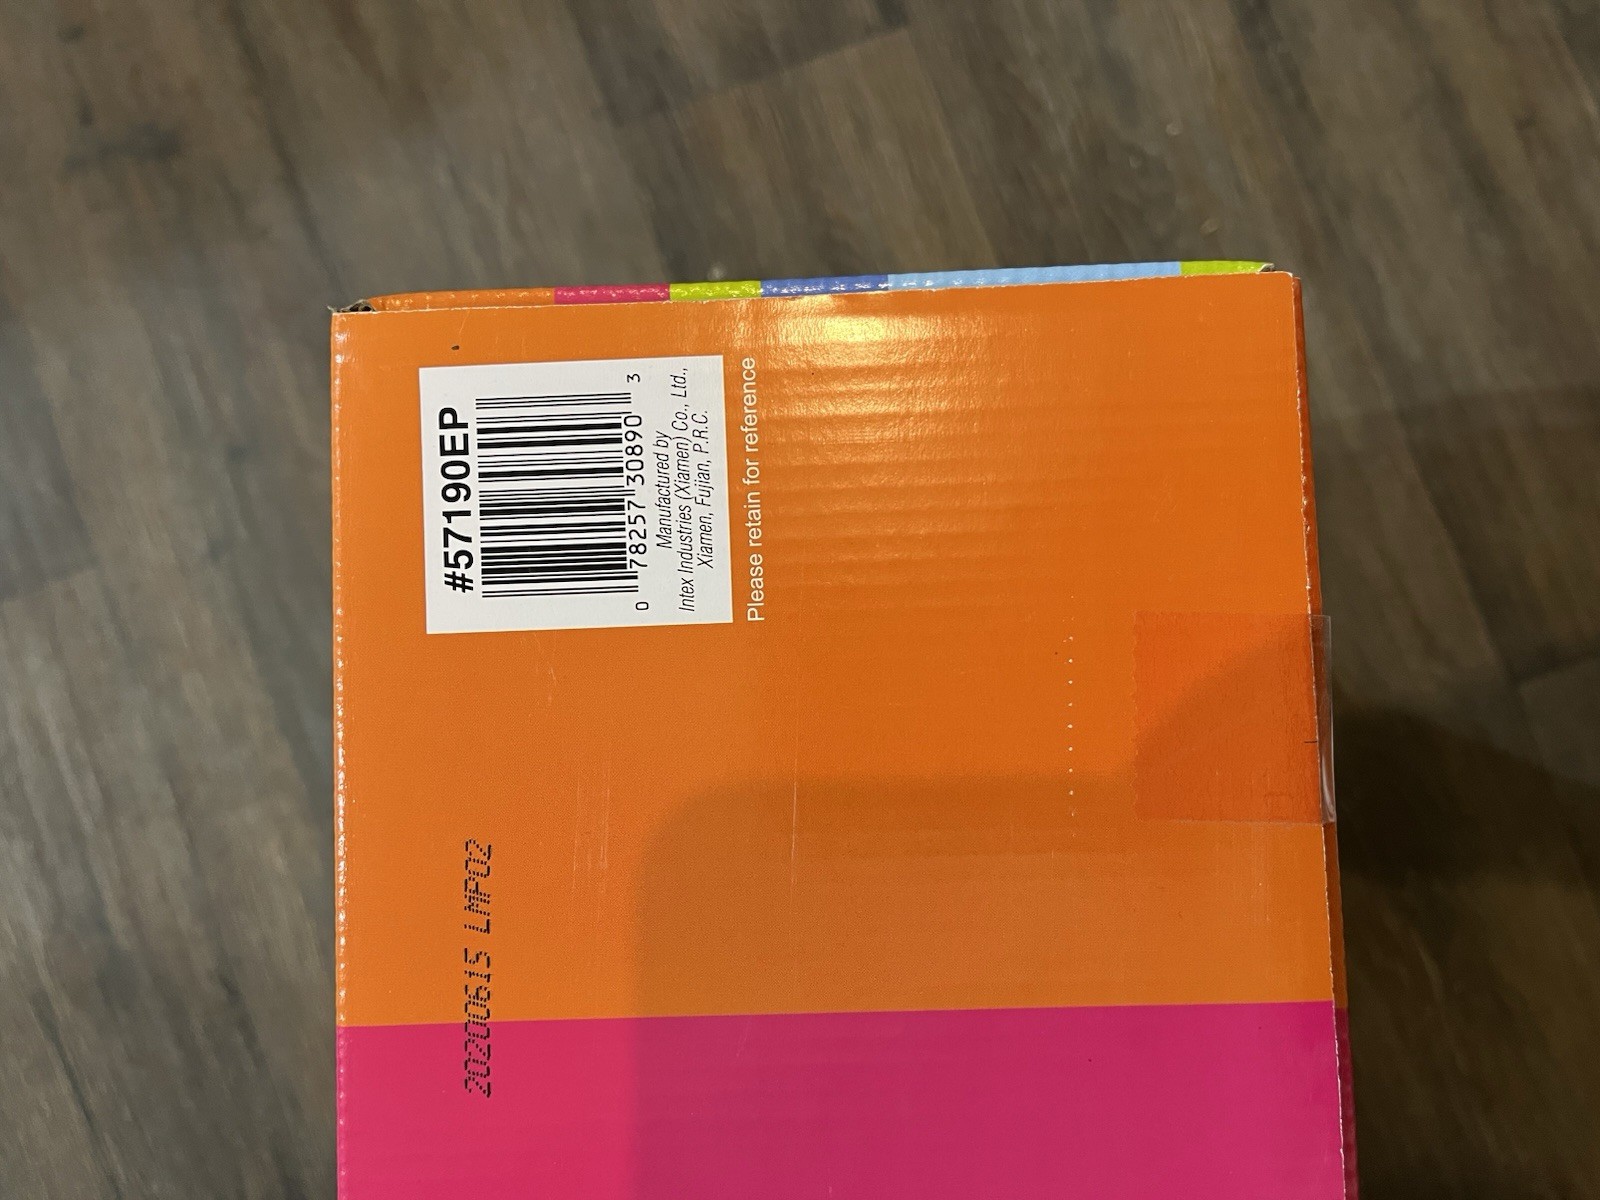 #57190EP
0 78257 30890 3
Manufactured by
Intex Industries (Xiamen) Co., Ltd.,
Xiamen, Fujian, P.R.C.
Please retain for reference
20200615 LMP02